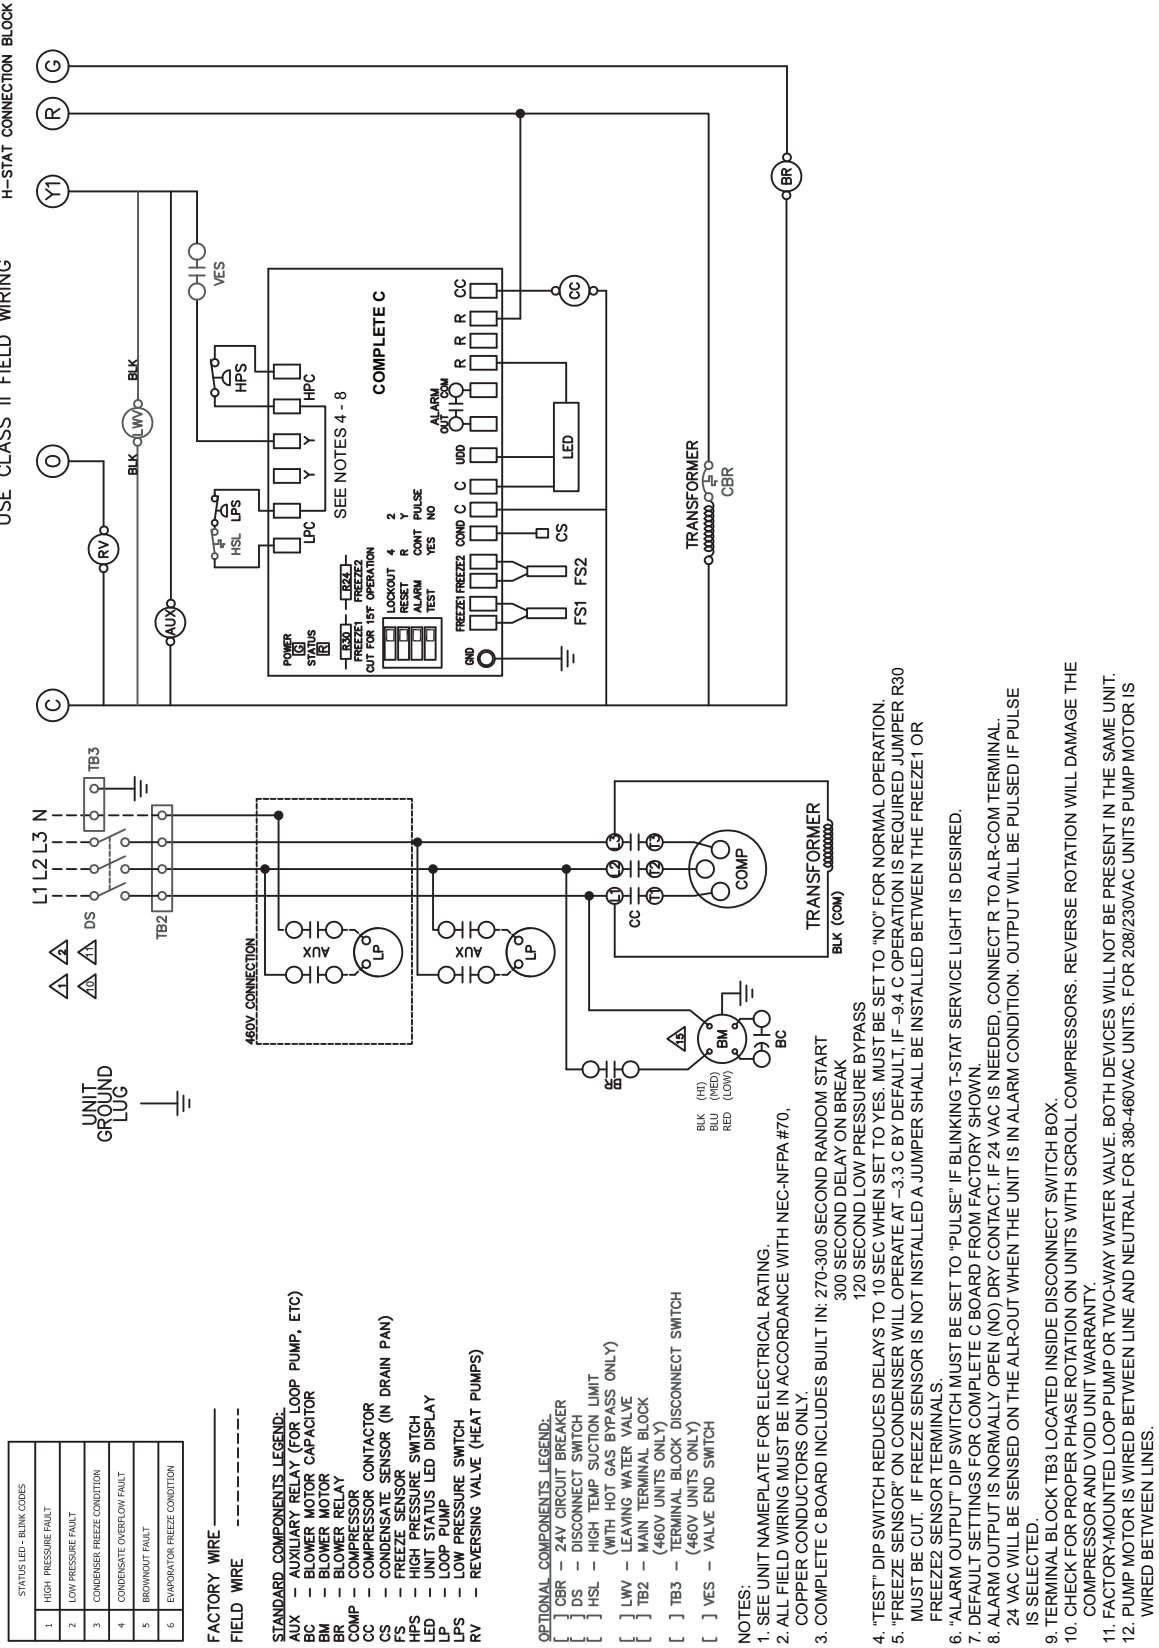 STATUS LED – BLINK CODES
1 HIGH PRESSURE FAULT
2 LOW PRESSURE FAULT
3 CONDENSER FREEZE CONDITION
4 CONDENSATE OVERFLOW FAULT
5 BROWNOUT FAULT
6 EVAPORATOR FREEZE CONDITION
FACTORY WIRE
FIELD WIRE
STANDARD COMPONENTS LEGEND:
AUX – AUXILIARY RELAY (FOR LOOP PUMP, ETC)
BC – BLOWER MOTOR CAPACITOR
BM – BLOWER MOTOR
BR – BLOWER RELAY
COMP – COMPRESSOR
CC – COMPRESSOR CONTACTOR
CS – CONDENSATE SENSOR (IN DRAIN PAN)
FS – FREEZE SENSOR
HPS – HIGH PRESSURE SWITCH
LED – UNIT STATUS LED DISPLAY
LP – LOOP PUMP
LPS – LOW PRESSURE SWITCH
RV – REVERSING VALVE (HEAT PUMPS)
OPTIONAL COMPONENTS LEGEND:
[ ] CBR – 24V CIRCUIT BREAKER
[ ] DS – DISCONNECT SWITCH
[ ] HSL – HIGH TEMP SUCTION LIMIT
(WITH HOT GAS BYPASS ONLY)
[ ] LWV – LEAVING WATER VALVE
[ ] TB2 – MAIN TERMINAL BLOCK
(460V UNITS ONLY)
[ ] TB3 – TERMINAL BLOCK DISCONNECT SWITCH
(460V UNITS ONLY)
[ ] VES – VALVE END SWITCH
NOTES:
1. SEE UNIT NAMEPLATE FOR ELECTRICAL RATING.
2. ALL FIELD WIRING MUST BE IN ACCORDANCE WITH NEC-NFPA #70,
COPPER CONDUCTORS ONLY.
3. COMPLETE C BOARD INCLUDES BUILT IN: 270-300 SECOND RANDOM START
300 SECOND DELAY ON BREAK
120 SECOND LOW PRESSURE BYPASS
4. “TEST” DIP SWITCH REDUCES DELAYS TO 10 SEC WHEN SET TO YES. MUST BE SET TO “NO” FOR NORMAL OPERATION.
5. “FREEZE SENSOR” ON CONDENSER WILL OPERATE AT –3.3 C BY DEFAULT, IF –9.4 C OPERATION IS REQUIRED JUMPER R30
MUST BE CUT. IF FREEZE SENSOR IS NOT INSTALLED A JUMPER SHALL BE INSTALLED BETWEEN THE FREEZE1 OR
FREEZE2 SENSOR TERMINALS.
6. “ALARM OUTPUT” DIP SWITCH MUST BE SET TO “PULSE” IF BLINKING T-STAT SERVICE LIGHT IS DESIRED.
7. DEFAULT SETTINGS FOR COMPLETE C BOARD FROM FACTORY SHOWN.
8. ALARM OUTPUT IS NORMALLY OPEN (NO) DRY CONTACT. IF 24 VAC IS NEEDED, CONNECT R TO ALR-COM TERMINAL.
24 VAC WILL BE SENSED ON THE ALR-OUT WHEN THE UNIT IS IN ALARM CONDITION. OUTPUT WILL BE PULSED IF PULSE
IS SELECTED.
9. TERMINAL BLOCK TB3 LOCATED INSIDE DISCONNECT SWITCH BOX.
10. CHECK FOR PROPER PHASE ROTATION ON UNITS WITH SCROLL COMPRESSORS. REVERSE ROTATION WILL DAMAGE THE
COMPRESSOR AND VOID UNIT WARRANTY.
11. FACTORY-MOUNTED LOOP PUMP OR TWO-WAY WATER VALVE. BOTH DEVICES WILL NOT BE PRESENT IN THE SAME UNIT.
12. PUMP MOTOR IS WIRED BETWEEN LINE AND NEUTRAL FOR 380-460VAC UNITS. FOR 208/230VAC UNITS PUMP MOTOR IS
WIRED BETWEEN LINES.
UNIT
GROUND
LUG
1
2
10
11
L1 L2 L3 N
DS
TB3
TB2
460V CONNECTION
AUX
LP
AUX
LP
L1
L2
L3
CC
T1
T2
T3
COMP
TRANSFORMER
BLK (COM)
BR
15
BM
BC
BLK (HI)
BLU (MED)
RED (LOW)
USE CLASS II FIELD WIRING
H–STAT CONNECTION BLOCK
C
O
Y1
R
G
RV
BLK
LWV
BLK
AUX
VES
HSL
LPS
HPS
LPC
Y
Y
HPC
SEE NOTES 4 - 8
COMPLETE C
POWER
G
STATUS
R
R30
FREEZE1
R24
FREEZE2
CUT FOR 15°F OPERATION
LOCKOUT 4 2
RESET R Y
ALARM CONT PULSE
TEST YES NO
ALARM
OUT COM
GND
FREEZE1
FREEZE2
COND
C
C
UDD
R
R
R
CC
FS1
FS2
CS
LED
CC
TRANSFORMER
CBR
BR